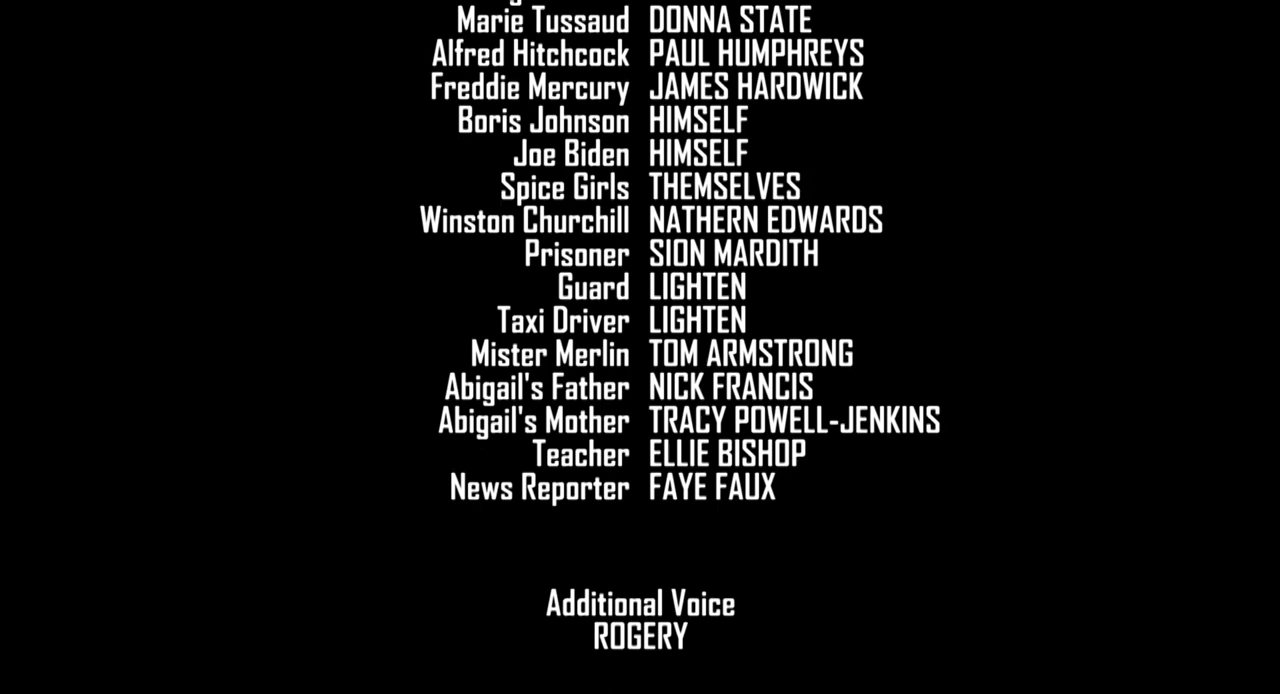 Marie Tussaud DONNA STATE
Alfred Hitchcock PAUL HUMPHREYS
Freddie Mercury JAMES HARDWICK
Boris Johnson HIMSELF
Joe Biden HIMSELF
Spice Girls THEMSELVES
Winston Churchill NATHERN EDWARDS
Prisoner SION MARDITH
Guard LIGHTEN
Taxi Driver LIGHTEN
Mister Merlin TOM ARMSTRONG
Abigail's Father NICK FRANCIS
Abigail's Mother TRACY POWELL-JENKINS
Teacher ELLIE BISHOP
News Reporter FAYE FAUX
Additional Voice
ROGERY